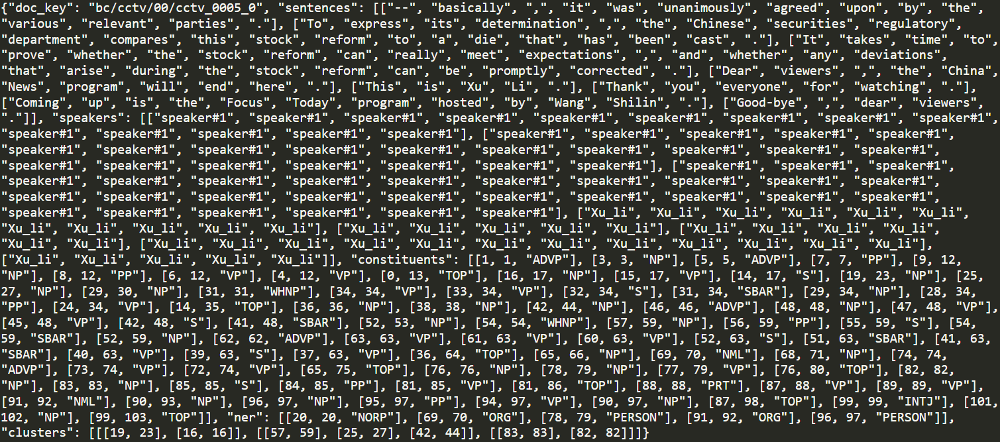 {"doc_key": "bc/cctv/00/cctv_0005_0", "sentences": [["--", "basically", ",", "it", "was", "unanimously", "agreed", "upon", "by", "the",
"various", "relevant", "parties", "."], ["To", "express", "its", "determination", ",", "the", "Chinese", "securities", "regulatory",
"department", "compares", "this", "stock", "reform", "to", "a", "die", "that", "has", "been", "cast", "."], ["It", "takes", "time", "to",
"prove", "whether", "the", "stock", "reform", "can", "really", "meet", "expectations", ",", "and", "whether", "any", "deviations",
"that", "arise", "during", "the", "stock", "reform", "can", "be", "promptly", "corrected", "."], ["Dear", "viewers", ",", "the", "China",
"News", "program", "will", "end", "here", "."], ["This", "is", "Xu", "Li", "."], ["Thank", "you", "everyone", "for", "watching", "."],
["Coming", "up", "is", "the", "Focus", "Today", "program", "hosted", "by", "Wang", "Shilin", "."], ["Good-bye", ",", "dear", "viewers",
"."]], "speakers": [["speaker#1", "speaker#1", "speaker#1", "speaker#1", "speaker#1", "speaker#1", "speaker#1", "speaker#1", "speaker#1",
"speaker#1", "speaker#1", "speaker#1", "speaker#1", "speaker#1"], ["speaker#1", "speaker#1", "speaker#1", "speaker#1", "speaker#1",
"speaker#1", "speaker#1", "speaker#1", "speaker#1", "speaker#1", "speaker#1", "speaker#1", "speaker#1", "speaker#1", "speaker#1",
"speaker#1", "speaker#1", "speaker#1", "speaker#1", "speaker#1", "speaker#1", "speaker#1"], ["speaker#1", "speaker#1", "speaker#1",
"speaker#1", "speaker#1", "speaker#1", "speaker#1", "speaker#1", "speaker#1", "speaker#1", "speaker#1", "speaker#1", "speaker#1",
"speaker#1", "speaker#1", "speaker#1", "speaker#1", "speaker#1", "speaker#1", "speaker#1", "speaker#1", "speaker#1", "speaker#1",
"speaker#1", "speaker#1", "speaker#1", "speaker#1", "speaker#1", "speaker#1"], ["Xu_li", "Xu_li", "Xu_li", "Xu_li", "Xu_li", "Xu_li",
"Xu_li", "Xu_li", "Xu_li", "Xu_li", "Xu_li"], ["Xu_li", "Xu_li", "Xu_li", "Xu_li", "Xu_li"], ["Xu_li", "Xu_li", "Xu_li", "Xu_li",
"Xu_li", "Xu_li"], ["Xu_li", "Xu_li", "Xu_li", "Xu_li", "Xu_li", "Xu_li", "Xu_li", "Xu_li", "Xu_li", "Xu_li", "Xu_li", "Xu_li"],
["Xu_li", "Xu_li", "Xu_li", "Xu_li", "Xu_li"]], "constituents": [[1, 1, "ADVP"], [3, 3, "NP"], [5, 5, "ADVP"], [7, 7, "PP"], [9, 12,
"NP"], [8, 12, "PP"], [6, 12, "VP"], [4, 12, "VP"], [0, 13, "TOP"], [16, 17, "NP"], [15, 17, "VP"], [14, 17, "S"], [19, 23, "NP"], [25,
27, "NP"], [29, 30, "NP"], [31, 31, "WHNP"], [34, 34, "VP"], [33, 34, "VP"], [32, 34, "S"], [31, 34, "SBAR"], [29, 34, "NP"], [28, 34,
"PP"], [24, 34, "VP"], [14, 35, "TOP"], [36, 36, "NP"], [38, 38, "NP"], [42, 44, "NP"], [46, 46, "ADVP"], [48, 48, "NP"], [47, 48, "VP"],
[45, 48, "VP"], [42, 48, "S"], [41, 48, "SBAR"], [52, 53, "NP"], [54, 54, "WHNP"], [57, 59, "NP"], [56, 59, "PP"], [55, 59, "S"], [54,
59, "SBAR"], [52, 59, "NP"], [62, 62, "ADVP"], [63, 63, "VP"], [61, 63, "VP"], [60, 63, "VP"], [52, 63, "S"], [51, 63, "SBAR"], [41, 63,
"SBAR"], [40, 63, "VP"], [39, 63, "S"], [37, 63, "VP"], [36, 64, "TOP"], [65, 66, "NP"], [69, 70, "NML"], [68, 71, "NP"], [74, 74,
"ADVP"], [73, 74, "VP"], [72, 74, "VP"], [65, 75, "TOP"], [76, 76, "NP"], [78, 79, "NP"], [77, 79, "VP"], [76, 80, "TOP"], [82, 82,
"NP"], [83, 83, "NP"], [85, 85, "S"], [84, 85, "PP"], [81, 85, "VP"], [81, 86, "TOP"], [88, 88, "PRT"], [87, 88, "VP"], [89, 89, "VP"],
[91, 92, "NML"], [90, 93, "NP"], [96, 97, "NP"], [95, 97, "PP"], [94, 97, "VP"], [90, 97, "NP"], [87, 98, "TOP"], [99, 99, "INTJ"], [101,
102, "NP"], [99, 103, "TOP"]], "ner": [[20, 20, "NORP"], [69, 70, "ORG"], [78, 79, "PERSON"], [91, 92, "ORG"], [96, 97, "PERSON"]],
"clusters": [[[19, 23], [16, 16]], [[57, 59], [25, 27], [42, 44]], [[83, 83], [82, 82]]]}